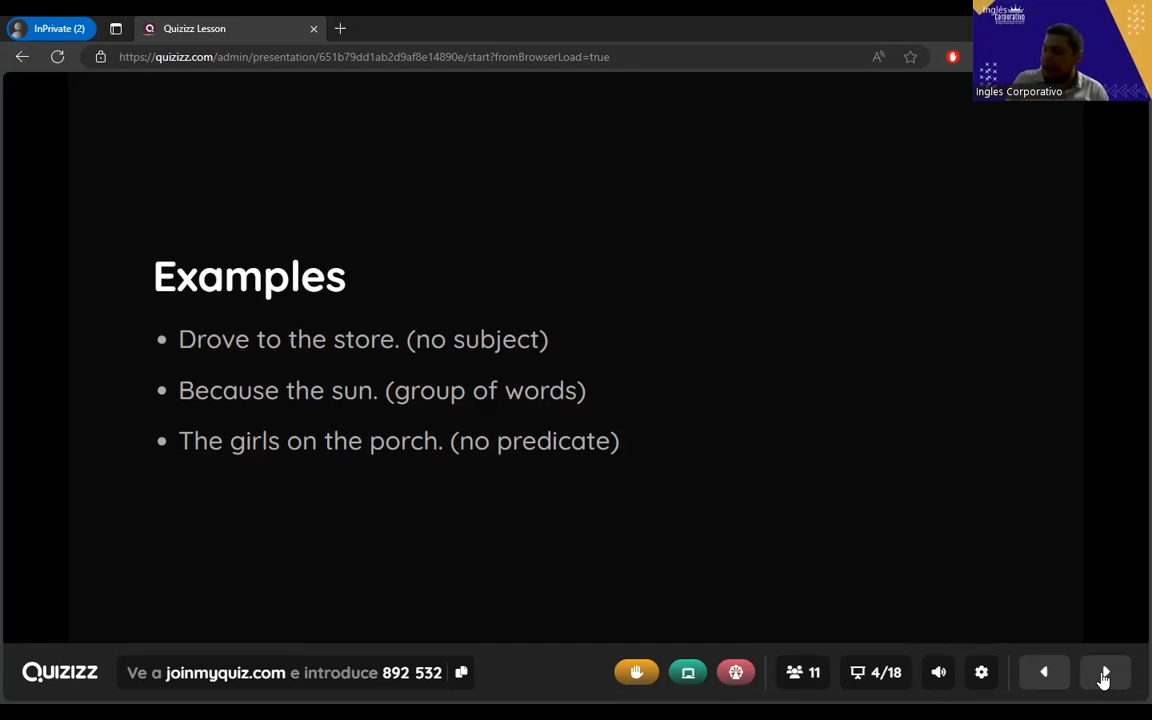 InPrivate (2)
Quizizz Lesson
https://quizizz.com/admin/presentation/651b79dd1ab2d9af8e14890e/start?fromBrowserLoad=true
Inglés
Corporativo
Ingles Corporativo
Examples
• Drove to the store. (no subject)
• Because the sun. (group of words)
• The girls on the porch. (no predicate)
QUIZIZZ
Ve a joinmyquiz.com e introduce 892 532
11
4/18